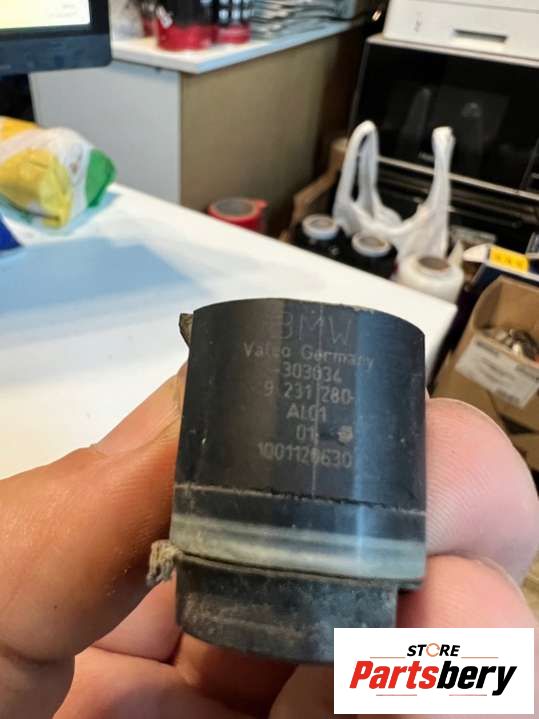 BMW
Valeo Germany
-303034
9 231 280-
AL01
01
1001120630
STORE
Partsbery